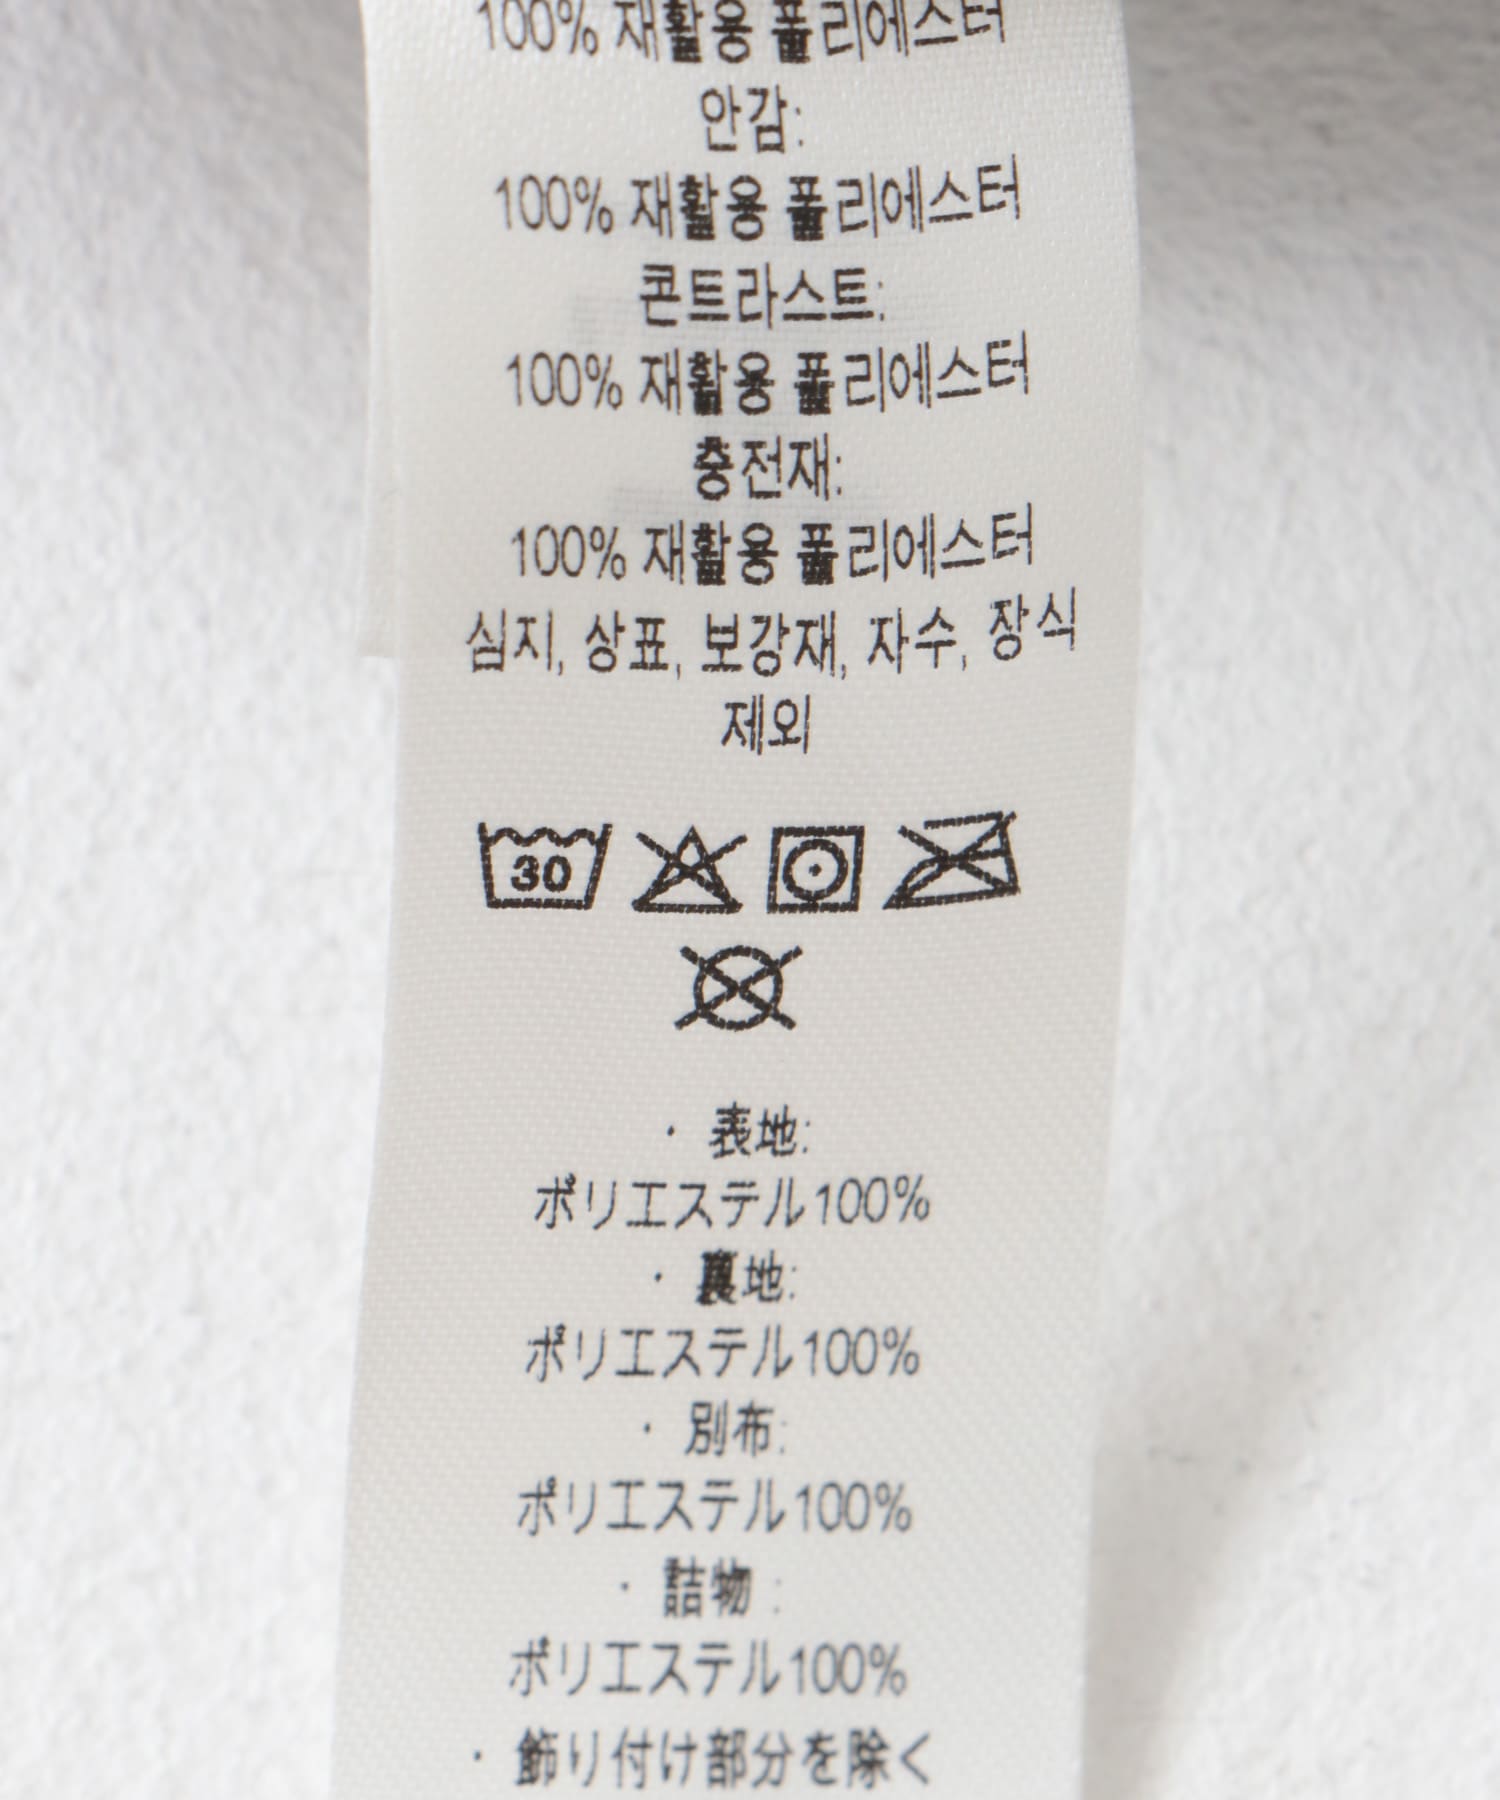 100% 재활용 폴리에스터
안감:
100% 재활용 폴리에스터
콘트라스트:
100% 재활용 폴리에스터
충전재:
100% 재활용 폴리에스터
심지, 상표, 보강재, 자수, 장식
제외
30
・ 表地:
ポリエステル100%
・ 裏地:
ポリエステル100%
・ 別布:
ポリエステル100%
・ 詰物 :
ポリエステル100%
・ 飾り付け部分を除く